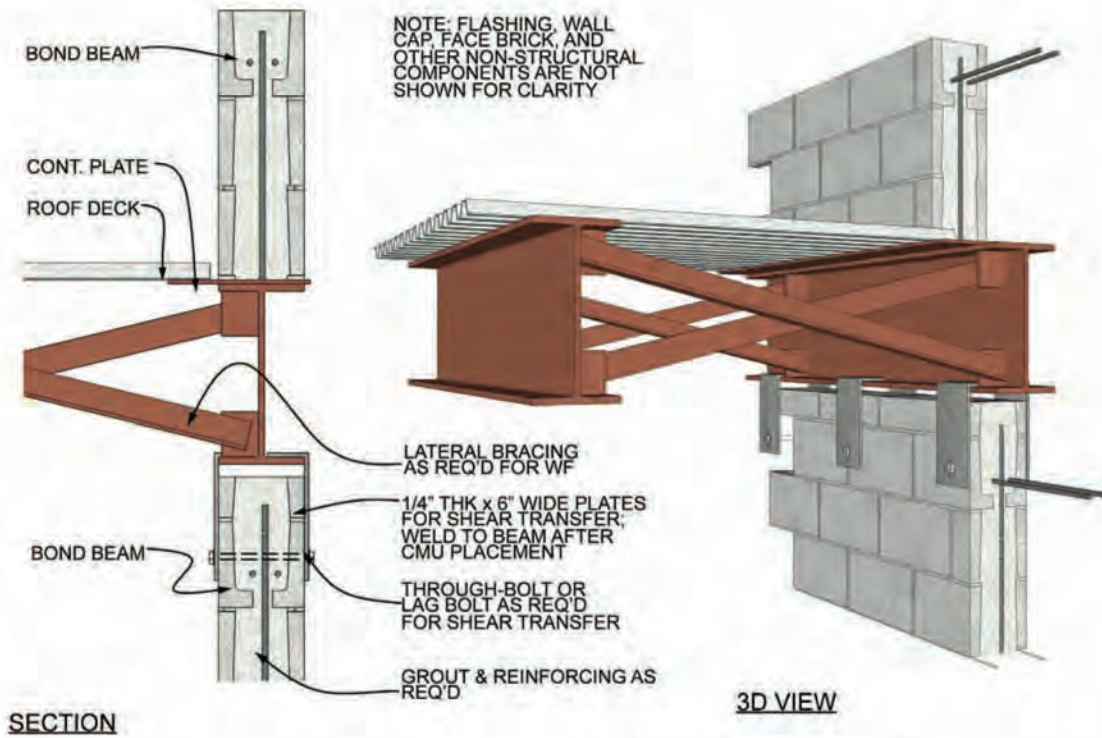 NOTE: FLASHING, WALL
CAP, FACE BRICK, AND
OTHER NON-STRUCTURAL
COMPONENTS ARE NOT
SHOWN FOR CLARITY
BOND BEAM
CONT. PLATE
ROOF DECK
LATERAL BRACING
AS REQ'D FOR WF
1/4" THK x 6" WIDE PLATES
FOR SHEAR TRANSFER;
WELD TO BEAM AFTER
CMU PLACEMENT
BOND BEAM
THROUGH-BOLT OR
LAG BOLT AS REQ'D
FOR SHEAR TRANSFER
GROUT & REINFORCING AS
REQ'D
SECTION
3D VIEW